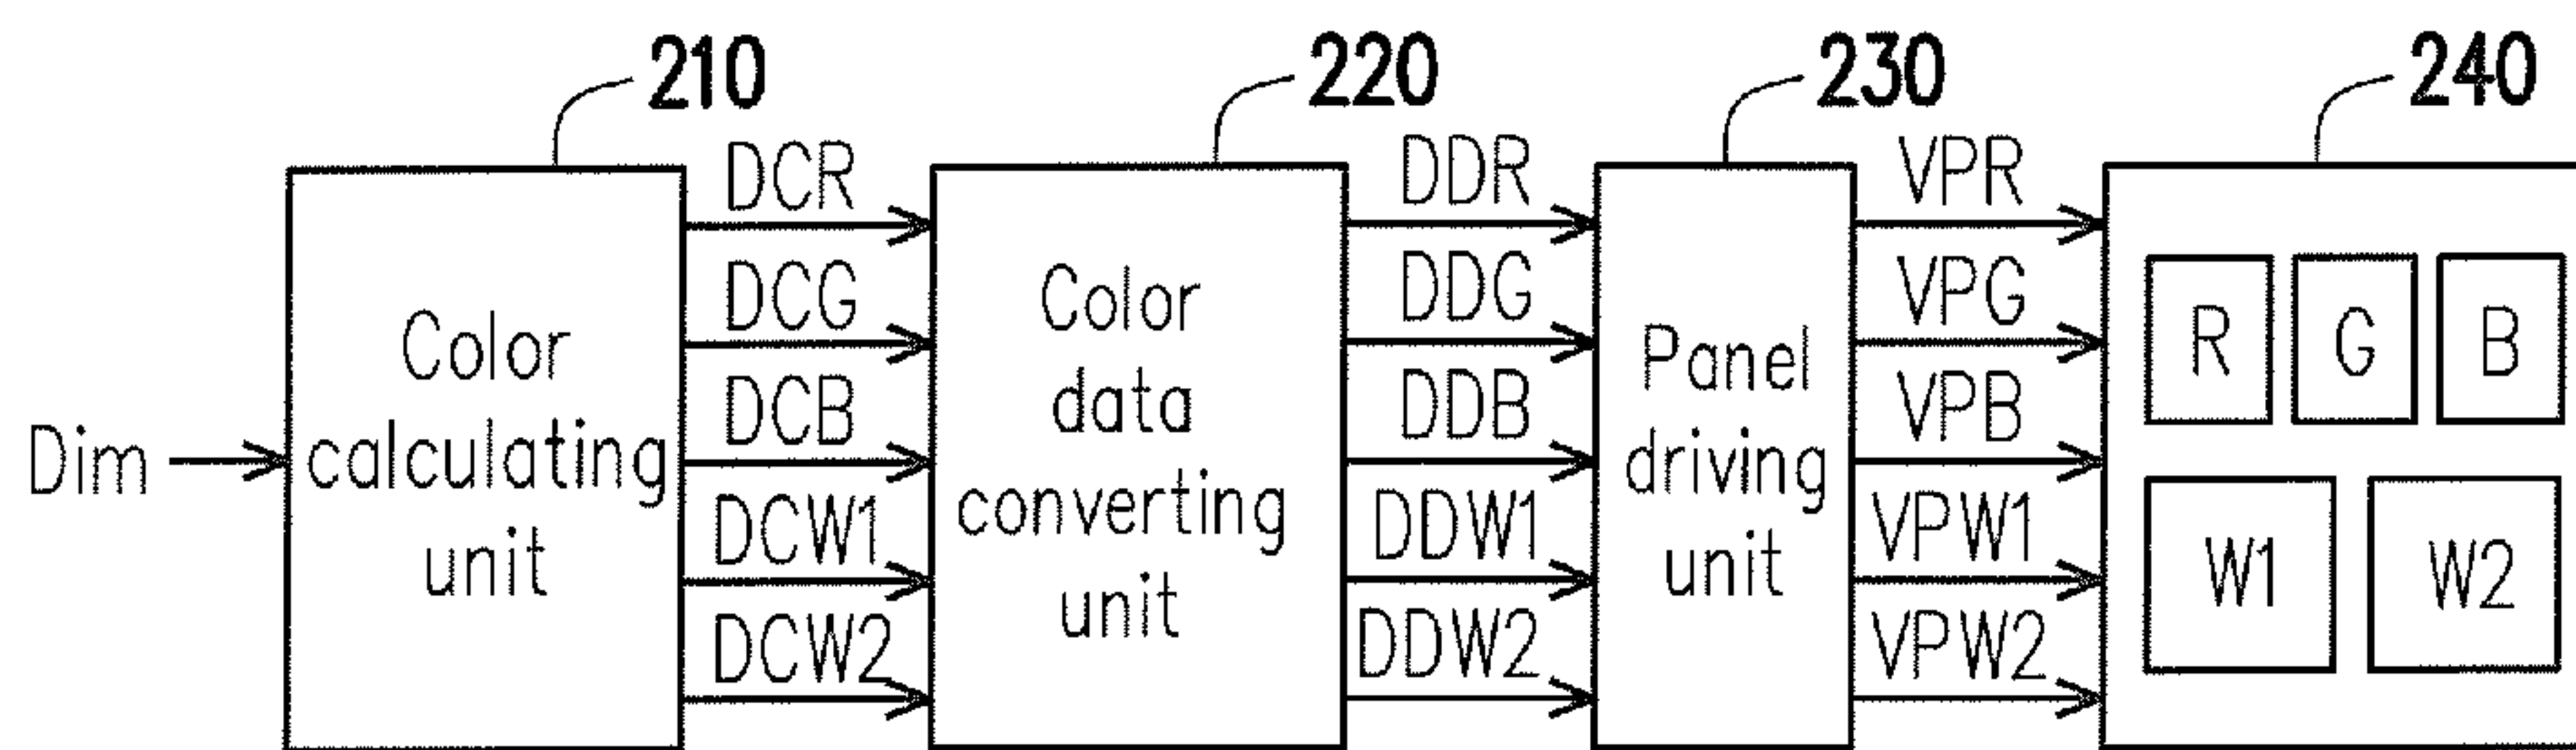 210
220
230
240
Dim
Color
calculating
unit
DCR
DCG
DCB
DCW1
DCW2
Color
data
converting
unit
DDR
DDG
DDB
DDW1
DDW2
Panel
driving
unit
VPR
VPG
VPB
VPW1
VPW2
R G B
W1 W2